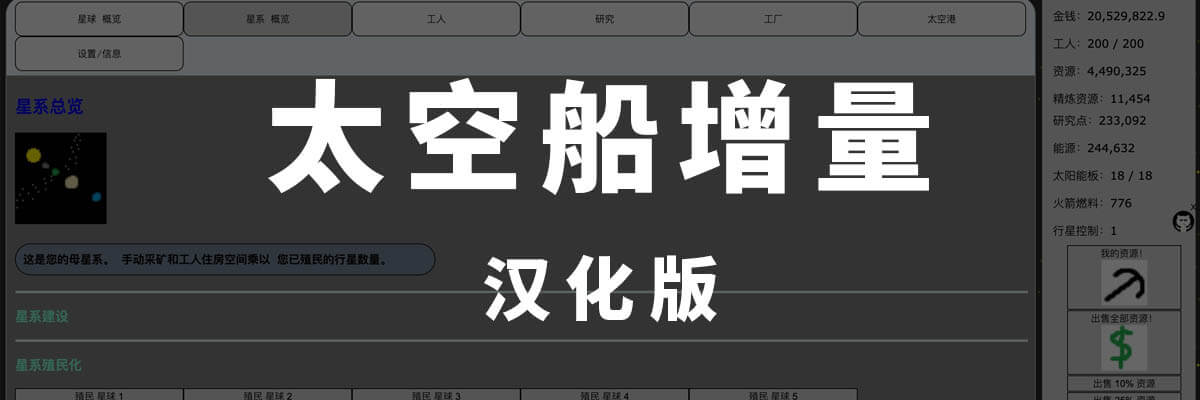 星球 概览
星系 概览
工人
研究
工厂
太空港
设置/信息
星系总览
太空船增量
汉化版
这是您的母星系。 手动采矿和工人住房空间乘以 您已殖民的行星数量。
星系建设
星系殖民化
殖民 星球 1
殖民 星球 2
殖民 星球 3
殖民 星球 4
殖民 星球 5
金钱：20,529,822.9
工人：200 / 200
资源：4,490,325
精炼资源：11,454
研究点：233,092
能源：244,632
太阳能板：18 / 18
火箭燃料：776
行星控制：1
x
我的资源！
出售全部资源！
$
出售 10% 资源
出售 25% 资源